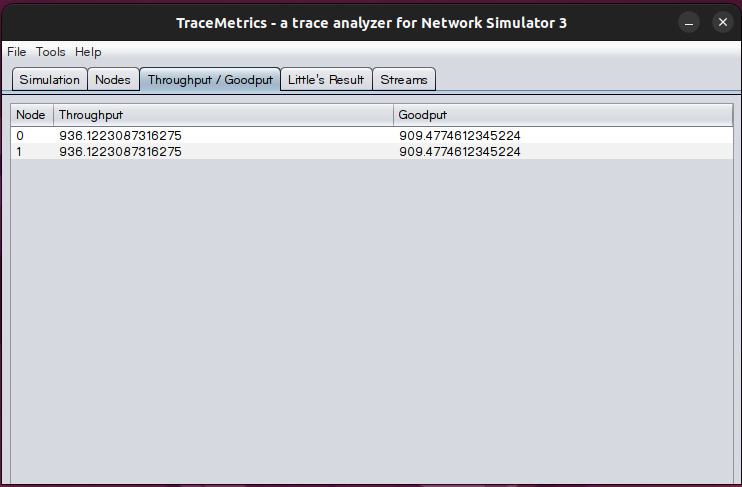 TraceMetrics - a trace analyzer for Network Simulator 3
File Tools Help
Simulation Nodes Throughput / Goodput Little's Result Streams
Node Throughput Goodput
0 936.1223087316275 909.4774612345224
1 936.1223087316275 909.4774612345224